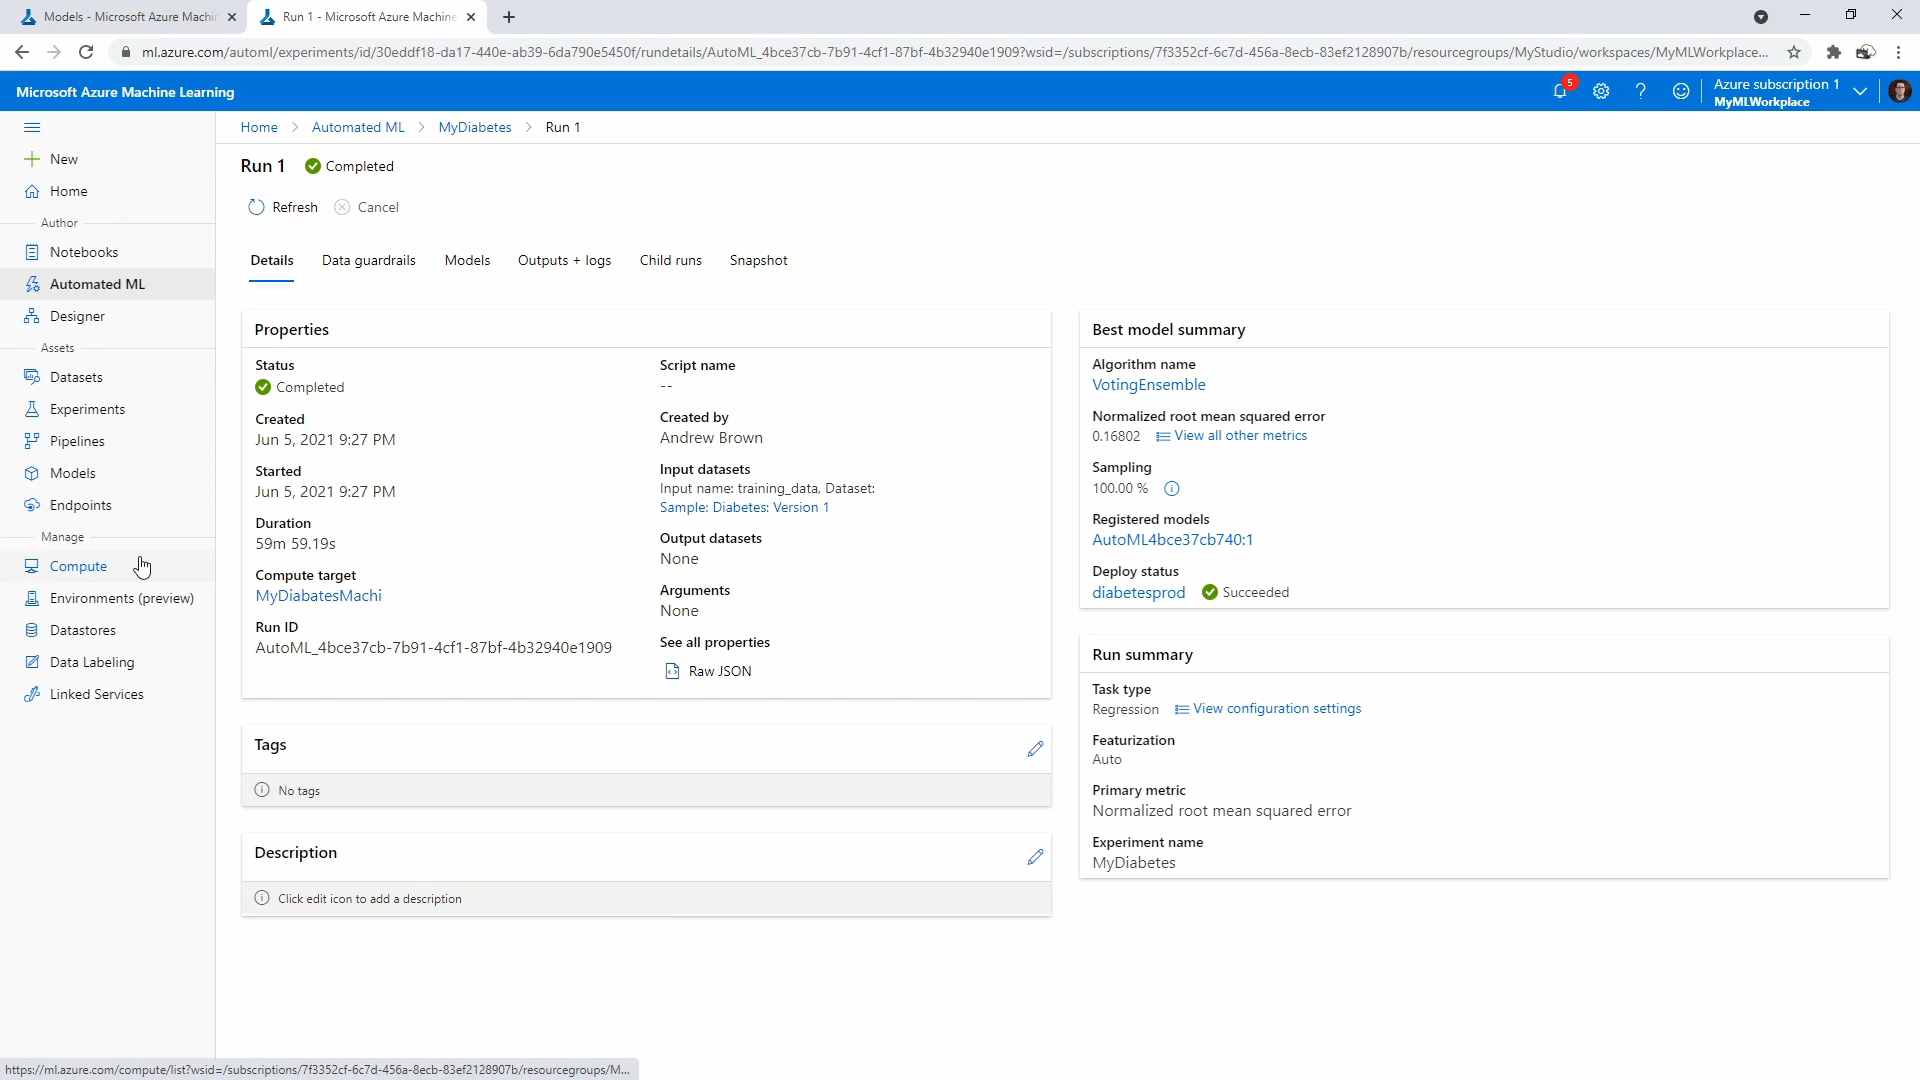 Models - Microsoft Azure Machin
Run 1 - Microsoft Azure Machine
ml.azure.com/automl/experiments/id/30eddf18-da17-440e-ab39-6da790e5450f/rundetails/AutoML_4bce37cb-7b91-4cf1-87bf-4b32940e1909?wsid=/subscriptions/7f3352cf-6c7d-456a-8ecb-83ef2128907b/resourcegroups/MyStudio/workspaces/MyMLWorkplace...
Microsoft Azure Machine Learning
5
Azure subscription 1
MyMLWorkplace
Home > Automated ML > MyDiabetes > Run 1
New
Home
Author
Notebooks
Automated ML
Designer
Assets
Datasets
Experiments
Pipelines
Models
Endpoints
Manage
Compute
Environments (preview)
Datastores
Data Labeling
Linked Services
Run 1 Completed
Refresh Cancel
Details Data guardrails Models Outputs + logs Child runs Snapshot
Properties
Status
Completed
Created
Jun 5, 2021 9:27 PM
Started
Jun 5, 2021 9:27 PM
Duration
59m 59.19s
Compute target
MyDiabatesMachi
Run ID
AutoML_4bce37cb-7b91-4cf1-87bf-4b32940e1909
Script name
--
Created by
Andrew Brown
Input datasets
Input name: training_data, Dataset:
Sample: Diabetes: Version 1
Output datasets
None
Arguments
None
See all properties
Raw JSON
Tags
No tags
Description
Click edit icon to add a description
Best model summary
Algorithm name
VotingEnsemble
Normalized root mean squared error
0.16802 View all other metrics
Sampling
100.00 %
Registered models
AutoML4bce37cb740:1
Deploy status
diabetesprod Succeeded
Run summary
Task type
Regression View configuration settings
Featurization
Auto
Primary metric
Normalized root mean squared error
Experiment name
MyDiabetes
https://ml.azure.com/compute/list?wsid=/subscriptions/7f3352cf-6c7d-456a-8ecb-83ef2128907b/resourcegroups/M...